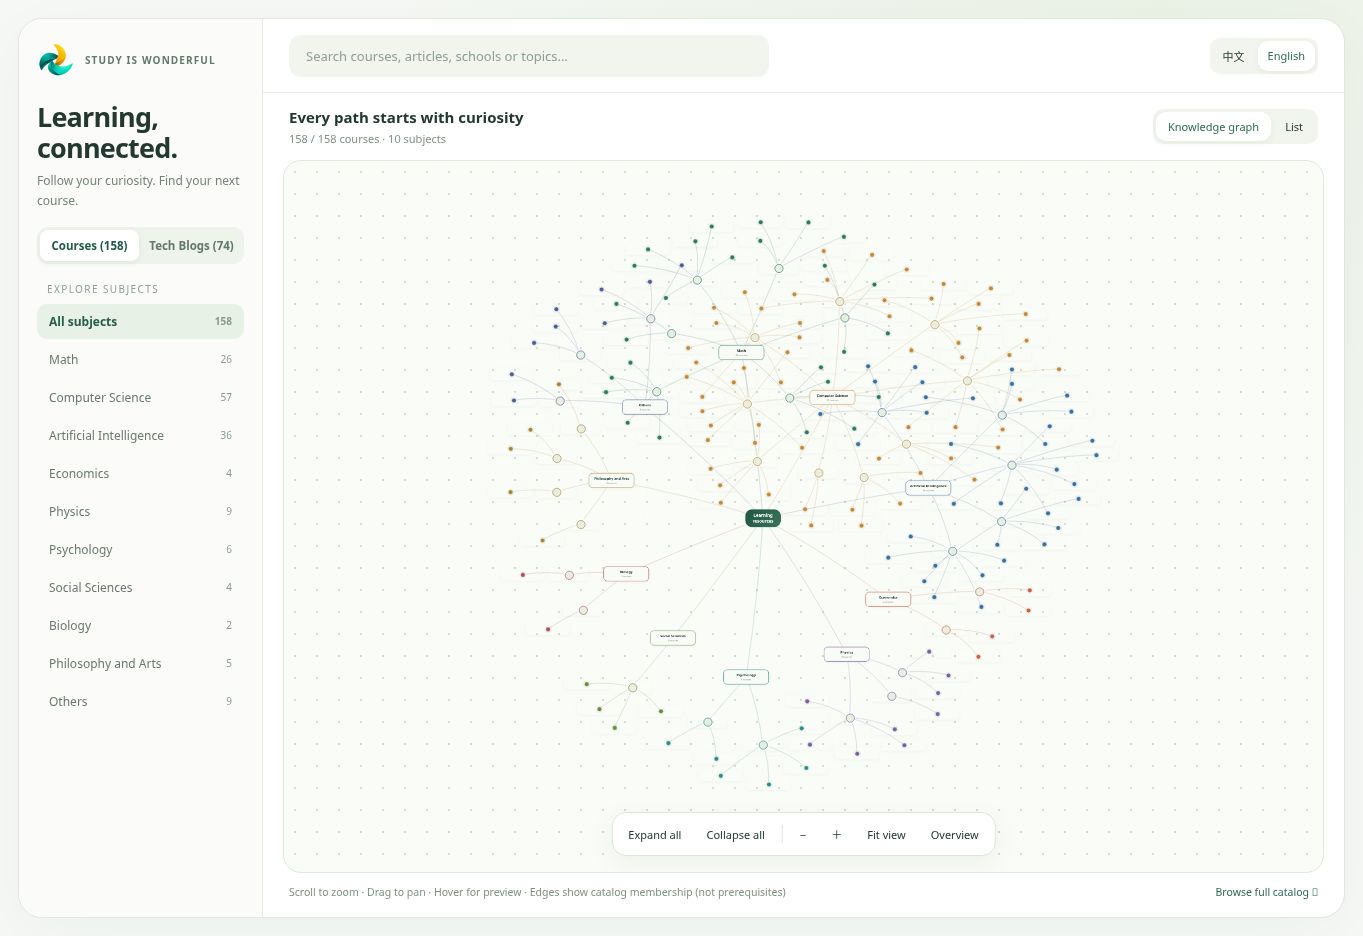 STUDY IS WONDERFUL
Learning,
connected.
Follow your curiosity. Find your next
course.
Courses (158)
Tech Blogs (74)
EXPLORE SUBJECTS
All subjects 158
Math 26
Computer Science 57
Artificial Intelligence 36
Economics 4
Physics 9
Psychology 6
Social Sciences 4
Biology 2
Philosophy and Arts 5
Others 9
Search courses, articles, schools or topics...
中文
English
Every path starts with curiosity
158 / 158 courses · 10 subjects
Knowledge graph
List
Math
Computer Science
Others
Philosophy and Arts
Artificial Intelligence
Learning
resources
Biology
Economics
Social Sciences
Physics
Psychology
Expand all
Collapse all
−
+
Fit view
Overview
Scroll to zoom · Drag to pan · Hover for preview · Edges show catalog membership (not prerequisites)
Browse full catalog